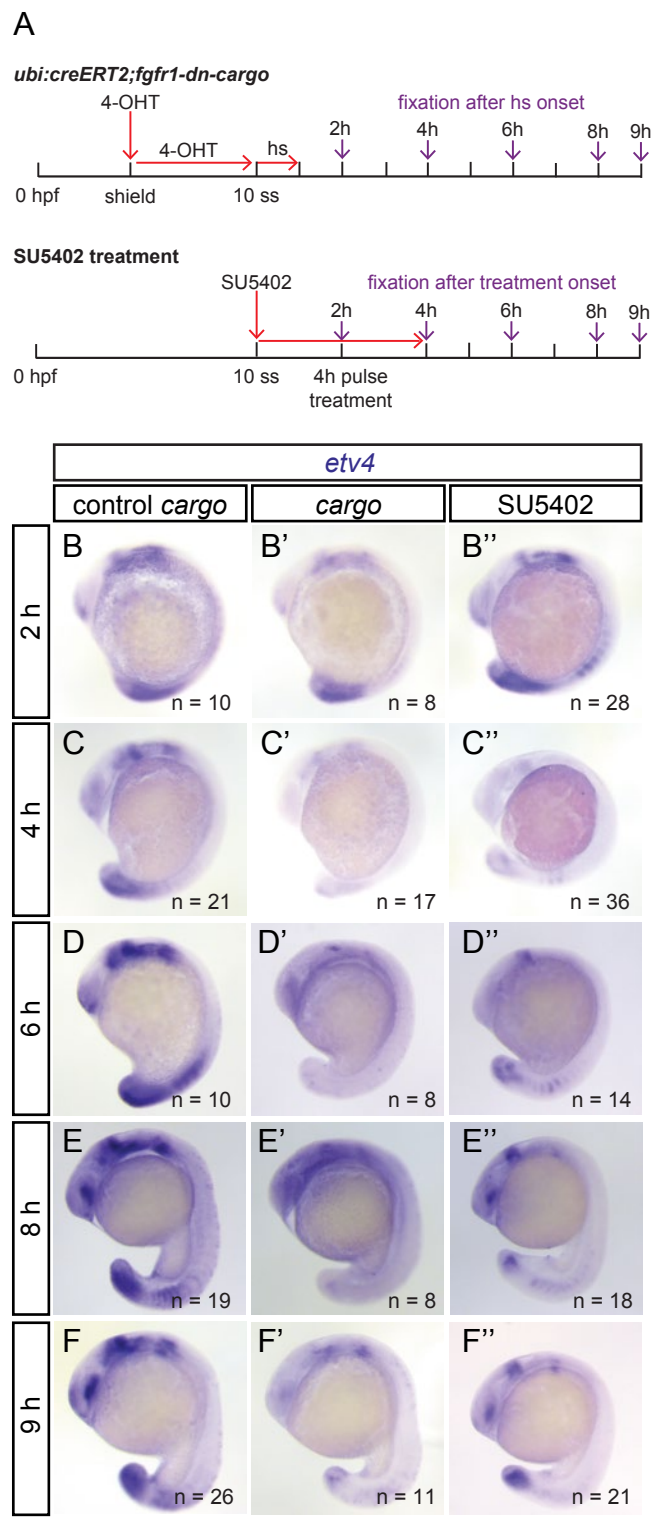 A
ubi:creERT2;fgfr1-dn-cargo
4-OHT
fixation after hs onset
4-OHT
hs
2h
4h
6h
8h
9h
0 hpf
shield
10 ss
SU5402 treatment
SU5402
fixation after treatment onset
2h
4h
6h
8h
9h
0 hpf
10 ss
4h pulse
treatment
etv4
control cargo
cargo
SU5402
2 h
B
n = 10
B’
n = 8
B’’
n = 28
4 h
C
n = 21
C’
n = 17
C’’
n = 36
6 h
D
n = 10
D’
n = 8
D’’
n = 14
8 h
E
n = 19
E’
n = 8
E’’
n = 18
9 h
F
n = 26
F’
n = 11
F’’
n = 21